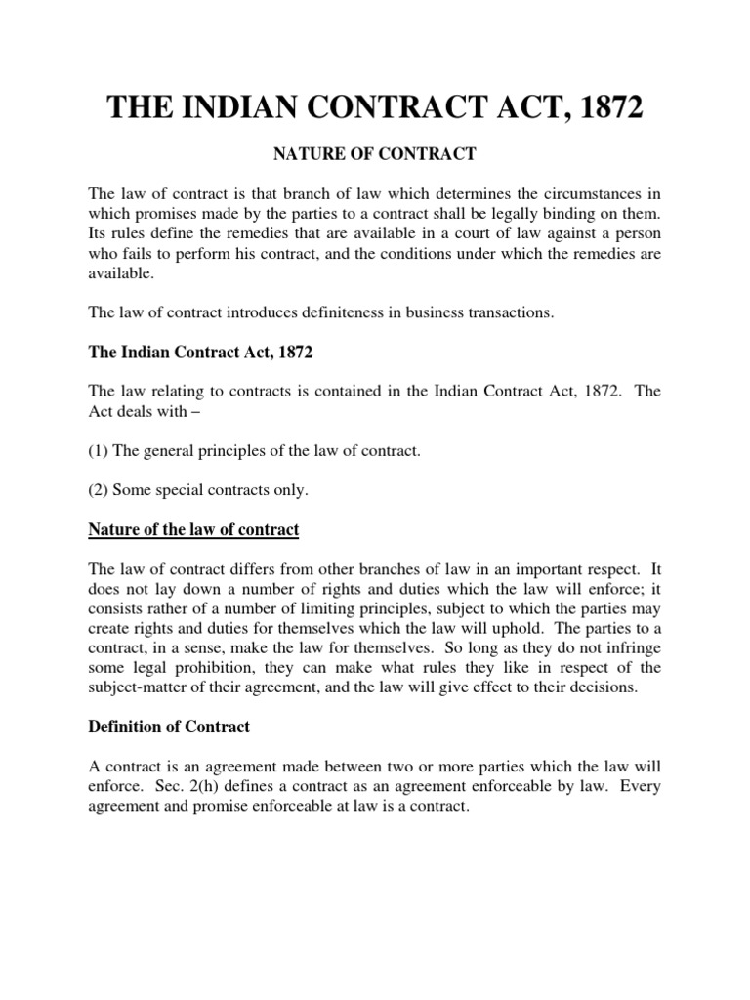 THE INDIAN CONTRACT ACT, 1872
NATURE OF CONTRACT
The law of contract is that branch of law which determines the circumstances in
which promises made by the parties to a contract shall be legally binding on them.
Its rules define the remedies that are available in a court of law against a person
who fails to perform his contract, and the conditions under which the remedies are
available.
The law of contract introduces definiteness in business transactions.
The Indian Contract Act, 1872
The law relating to contracts is contained in the Indian Contract Act, 1872.  The
Act deals with –
(1) The general principles of the law of contract.
(2) Some special contracts only.
Nature of the law of contract
The law of contract differs from other branches of law in an important respect.  It
does not lay down a number of rights and duties which the law will enforce; it
consists rather of a number of limiting principles, subject to which the parties may
create rights and duties for themselves which the law will uphold.  The parties to a
contract, in a sense, make the law for themselves.  So long as they do not infringe
some legal prohibition, they can make what rules they like in respect of the
subject-matter of their agreement, and the law will give effect to their decisions.
Definition of Contract
A contract is an agreement made between two or more parties which the law will
enforce.  Sec. 2(h) defines a contract as an agreement enforceable by law.  Every
agreement and promise enforceable at law is a contract.